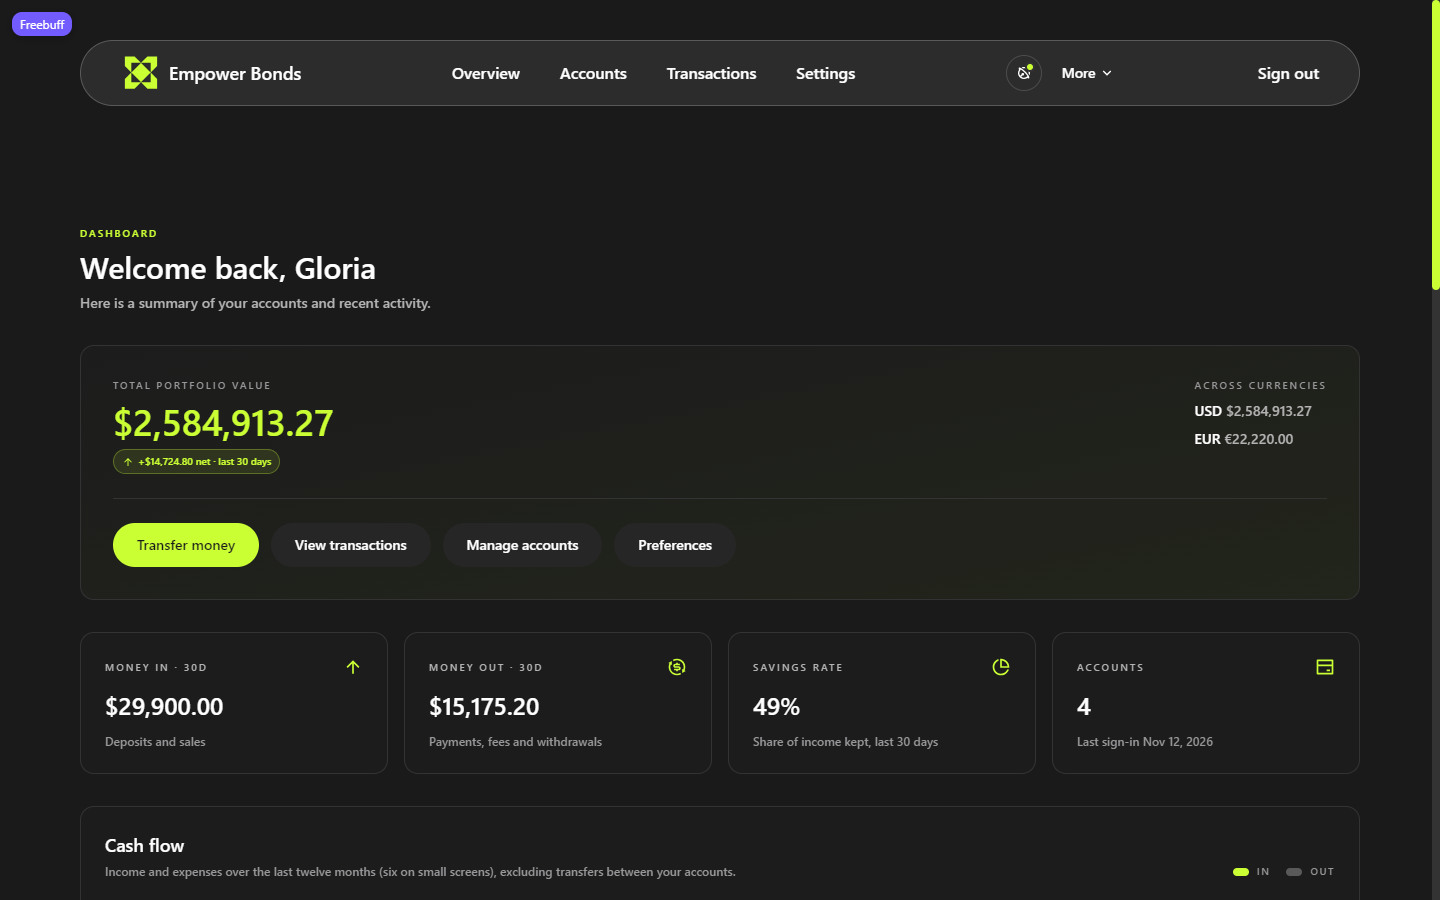 Freebuff
Empower Bonds
Overview
Accounts
Transactions
Settings
More
Sign out
DASHBOARD
Welcome back, Gloria
Here is a summary of your accounts and recent activity.
TOTAL PORTFOLIO VALUE
$2,584,913.27
+$14,724.80 net · last 30 days
ACROSS CURRENCIES
USD $2,584,913.27
EUR €22,220.00
Transfer money
View transactions
Manage accounts
Preferences
MONEY IN · 30D
$29,900.00
Deposits and sales
MONEY OUT · 30D
$15,175.20
Payments, fees and withdrawals
SAVINGS RATE
49%
Share of income kept, last 30 days
ACCOUNTS
4
Last sign-in Nov 12, 2026
Cash flow
Income and expenses over the last twelve months (six on small screens), excluding transfers between your accounts.
IN
OUT